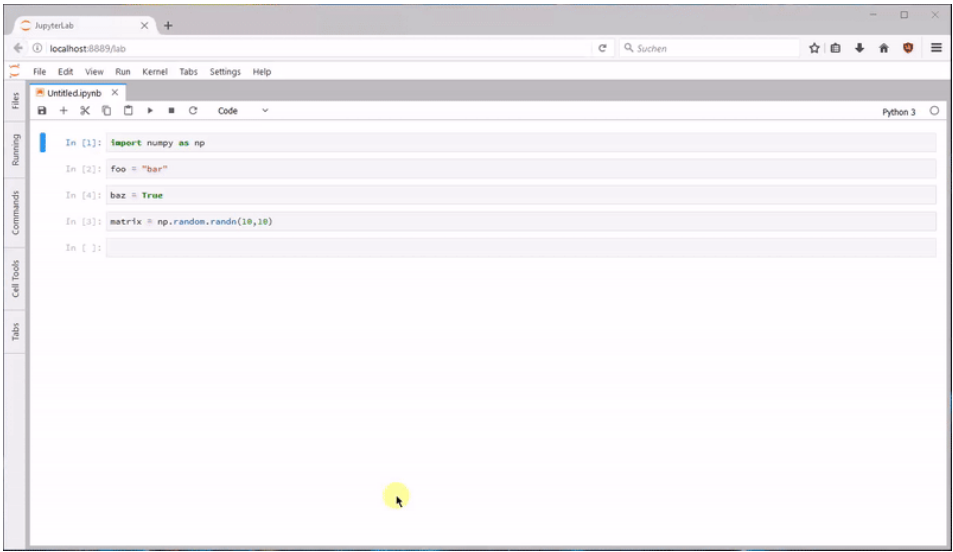 JupyterLab
localhost:8889/lab
Suchen
File Edit View Run Kernel Tabs Settings Help
Untitled.ipynb
Code
Python 3
Files
Running
Commands
Cell Tools
Tabs
In [1]: import numpy as np
In [2]: foo = "bar"
In [4]: baz = True
In [3]: matrix = np.random.randn(10,10)
In [ ]: